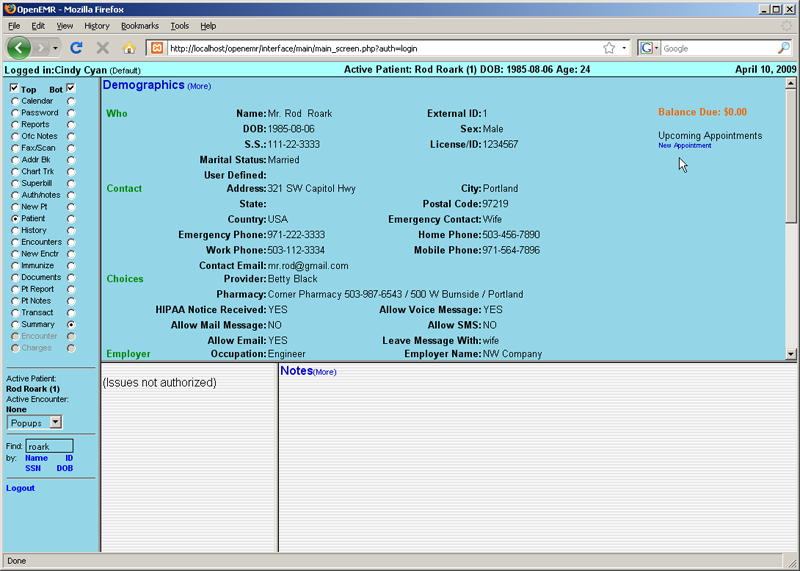 OpenEMR - Mozilla Firefox
File Edit View History Bookmarks Tools Help
http://localhost/openemr/interface/main/main_screen.php?auth=login
Google
Logged in:Cindy Cyan (Default) Active Patient: Rod Roark (1) DOB: 1985-08-06 Age: 24 April 10, 2009
Top Bot
Calendar
Password
Reports
Ofc Notes
Fax/Scan
Addr Bk
Chart Trk
Superbill
Auth/notes
New Pt
Patient
History
Encounters
New Enctr
Immunize
Documents
Pt Report
Pt Notes
Transact
Summary
Encounter
Charges
Active Patient:
Rod Roark (1)
Active Encounter:
None
Popups
Find: roark
by: Name ID
SSN DOB
Logout
Demographics (More)
Who Name: Mr. Rod Roark External ID: 1
DOB: 1985-08-06 Sex: Male
S.S.: 111-22-3333 License/ID: 1234567
Marital Status: Married
User Defined:
Contact Address: 321 SW Capitol Hwy City: Portland
State: Postal Code: 97219
Country: USA Emergency Contact: Wife
Emergency Phone: 971-222-3333 Home Phone: 503-456-7890
Work Phone: 503-112-3334 Mobile Phone: 971-564-7896
Contact Email: mr.rod@gmail.com
Choices Provider: Betty Black
Pharmacy: Corner Pharmacy 503-987-6543 / 500 W Burnside / Portland
HIPAA Notice Received: YES Allow Voice Message: YES
Allow Mail Message: NO Allow SMS: NO
Allow Email: YES Leave Message With: wife
Employer Occupation: Engineer Employer Name: NW Company
Balance Due: $0.00
Upcoming Appointments
New Appointment
(Issues not authorized)
Notes(More)
Done